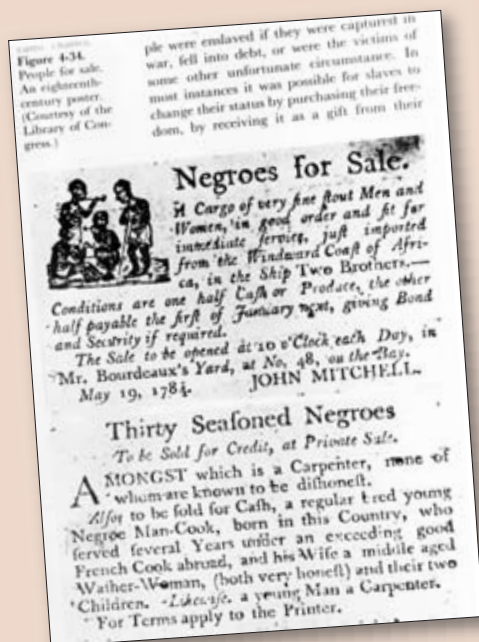 Figure 4-34.
People for sale.
An eighteenth-
century poster.
(Courtesy of the
Library of Con-
gress.)
ple were enslaved if they were captured in
war, fell into debt, or were the victims of
some other unfortunate circumstance. In
most instances it was possible for slaves to
change their status by purchasing their free-
dom, by receiving it as a gift from their
Negroes for Sale.
A Cargo of very fine stout Men and
Women, in good order and fit for
immediate service, just imported
from the Windward Coast of Afri-
ca, in the Ship Two Brothers.—
Conditions are one half Cash or Produce, the other
half payable the first of January next, giving Bond
and Security if required.
The Sale to be opened at 10 o'Clock each Day, in
Mr. Bourdeaux's Yard, at No. 48, on the Bay.
May 19, 1784. JOHN MITCHELL.
Thirty Seasoned Negroes
To be Sold for Credit, at Private Sale.
AMONGST which is a Carpenter, none of
whom are known to be dishonest.
Also, to be sold for Cash, a regular bred young
Negroe Man-Cook, born in this Country, who
served several Years under an exceeding good
French Cook abroad, and his Wife a middle aged
Washer-Woman, (both very honest) and their two
Children. Likewise, a young Man a Carpenter.
For Terms apply to the Printer.